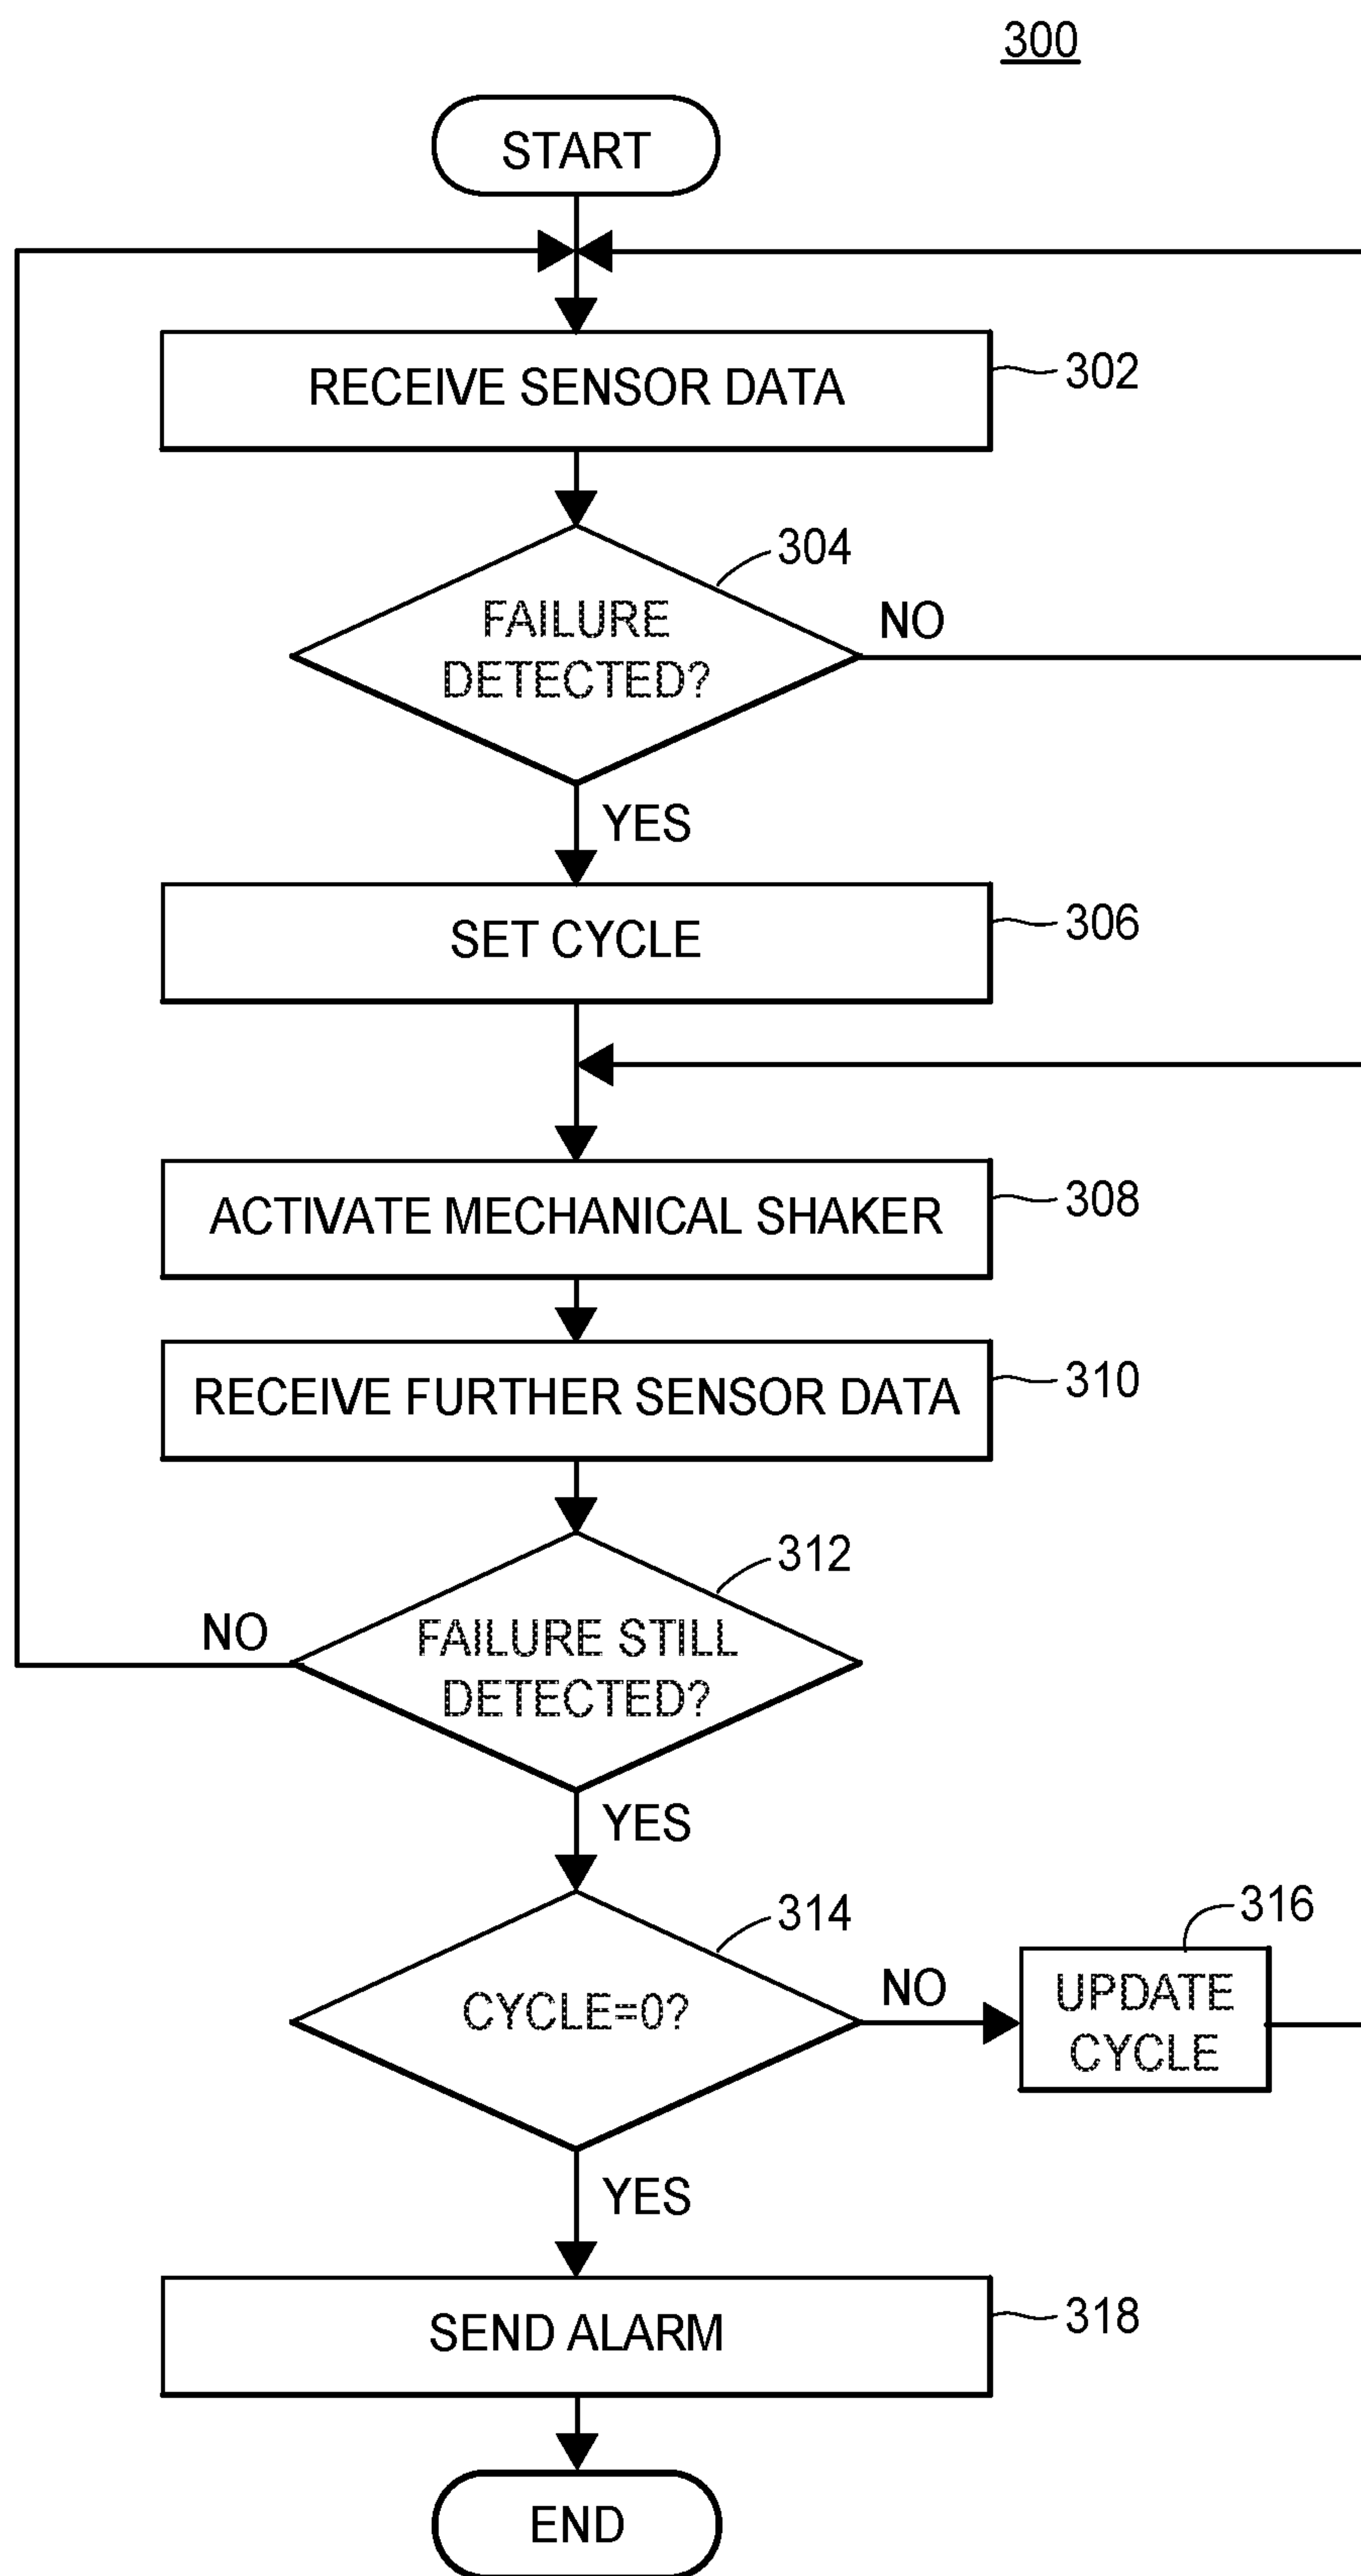 300
START
RECEIVE SENSOR DATA
302
304
FAILURE
DETECTED?
NO
YES
SET CYCLE
306
ACTIVATE MECHANICAL SHAKER
308
RECEIVE FURTHER SENSOR DATA
310
312
NO
FAILURE STILL
DETECTED?
YES
314
316
CYCLE=0?
NO
UPDATE
CYCLE
YES
SEND ALARM
318
END